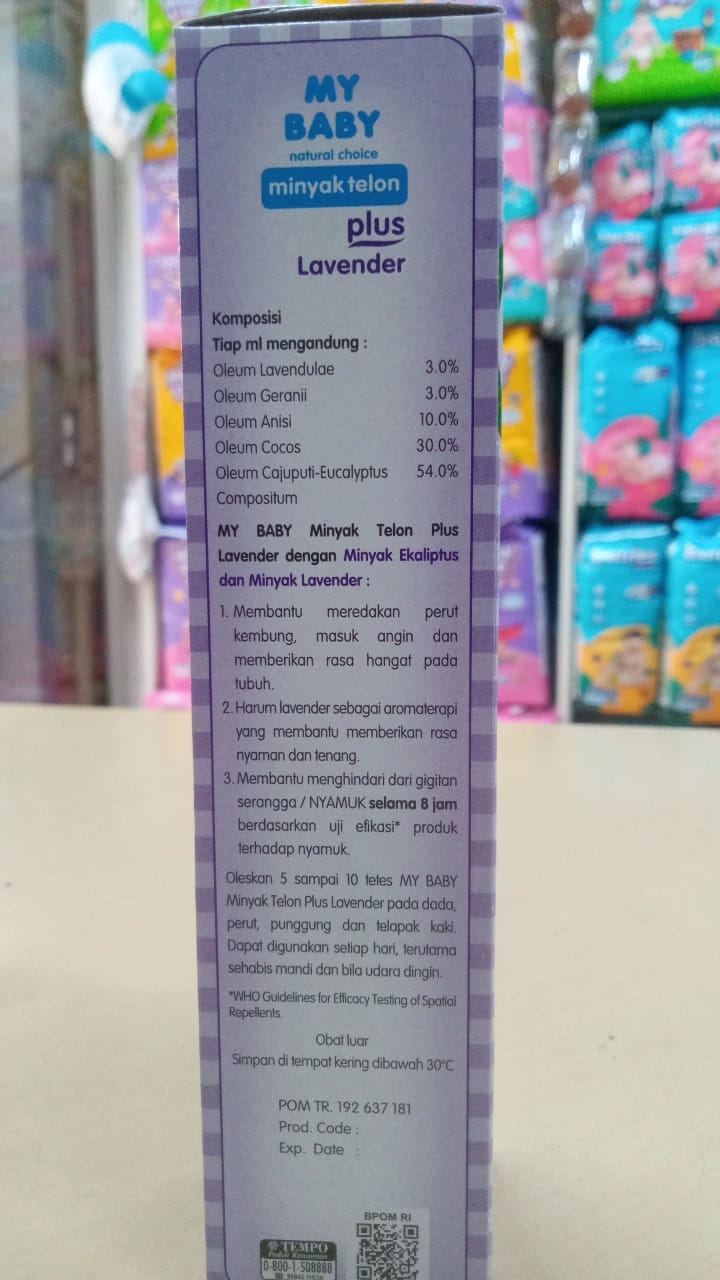 MY
BABY
natural choice
minyak telon
plus
Lavender
Komposisi
Tiap ml mengandung :
Oleum Lavendulae 3.0%
Oleum Geranii 3.0%
Oleum Anisi 10.0%
Oleum Cocos 30.0%
Oleum Cajuputi-Eucalyptus 54.0%
Compositum
MY BABY Minyak Telon Plus
Lavender dengan Minyak Ekaliptus
dan Minyak Lavender :
1. Membantu meredakan perut
kembung, masuk angin dan
memberikan rasa hangat pada
tubuh.
2. Harum lavender sebagai aromaterapi
yang membantu memberikan rasa
nyaman dan tenang.
3. Membantu menghindari dari gigitan
serangga / NYAMUK selama 8 jam
berdasarkan uji efikasi* produk
terhadap nyamuk.
Oleskan 5 sampai 10 tetes MY BABY
Minyak Telon Plus Lavender pada dada,
perut, punggung dan telapak kaki.
Dapat digunakan setiap hari, terutama
sehabis mandi dan bila udara dingin.
*WHO Guidelines for Efficacy Testing of Spatial
Repellents.
Obat luar
Simpan di tempat kering dibawah 30°C
POM TR. 192 637 181
Prod. Code :
Exp. Date :
BPOM RI
TEMPO
Peduli Konsumen
0-800-1-508888
BEBAS PULSA